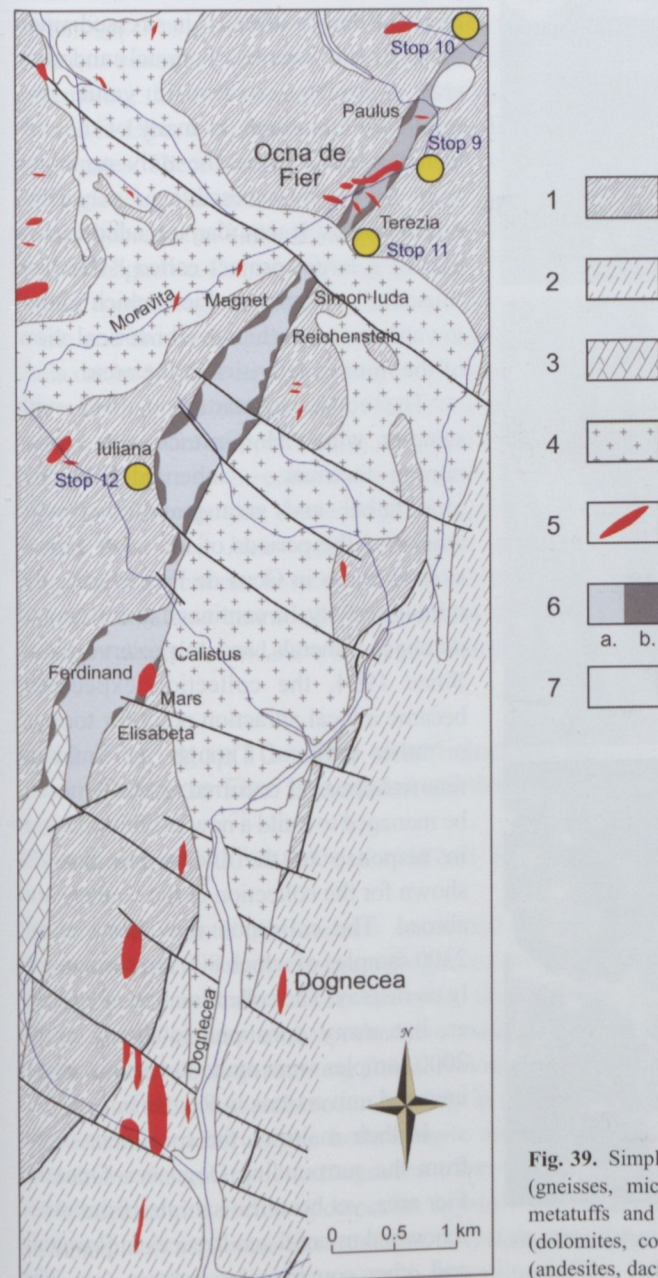 Stop 10
Paulus
Ocna de
Fier
Stop 9
Terezia
Stop 11
Moravita
Magnet
Simon Iuda
Reichenstein
Iuliana
Stop 12
Calistus
Ferdinand
Mars
Elisabeta
Dognecea
Dognecea
N
0 0.5 1 km
1
2
3
4
5
6
a. b.
7
Fig. 39. Simpl
(gneisses, mic
metatuffs and
(dolomites, co
(andesites, dac